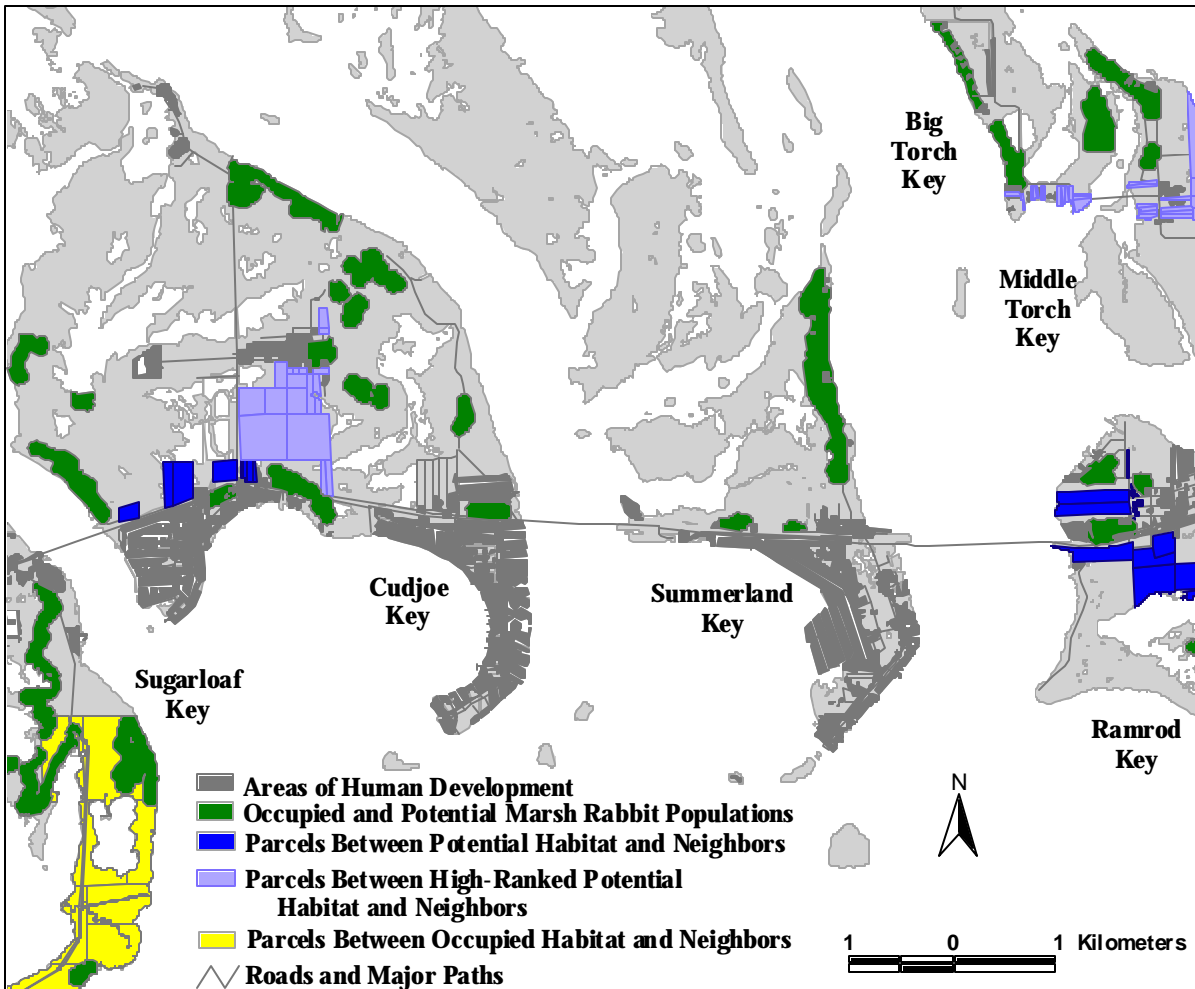 Big
Torch
Key
Middle
Torch
Key
Cudjoe
Key
Summerland
Key
Sugarloaf
Key
Ramrod
Key
Areas of Human Development
Occupied and Potential Marsh Rabbit Populations
Parcels Between Potential Habitat and Neighbors
Parcels Between High-Ranked Potential
Habitat and Neighbors
Parcels Between Occupied Habitat and Neighbors
Roads and Major Paths
N
1 0 1 Kilometers